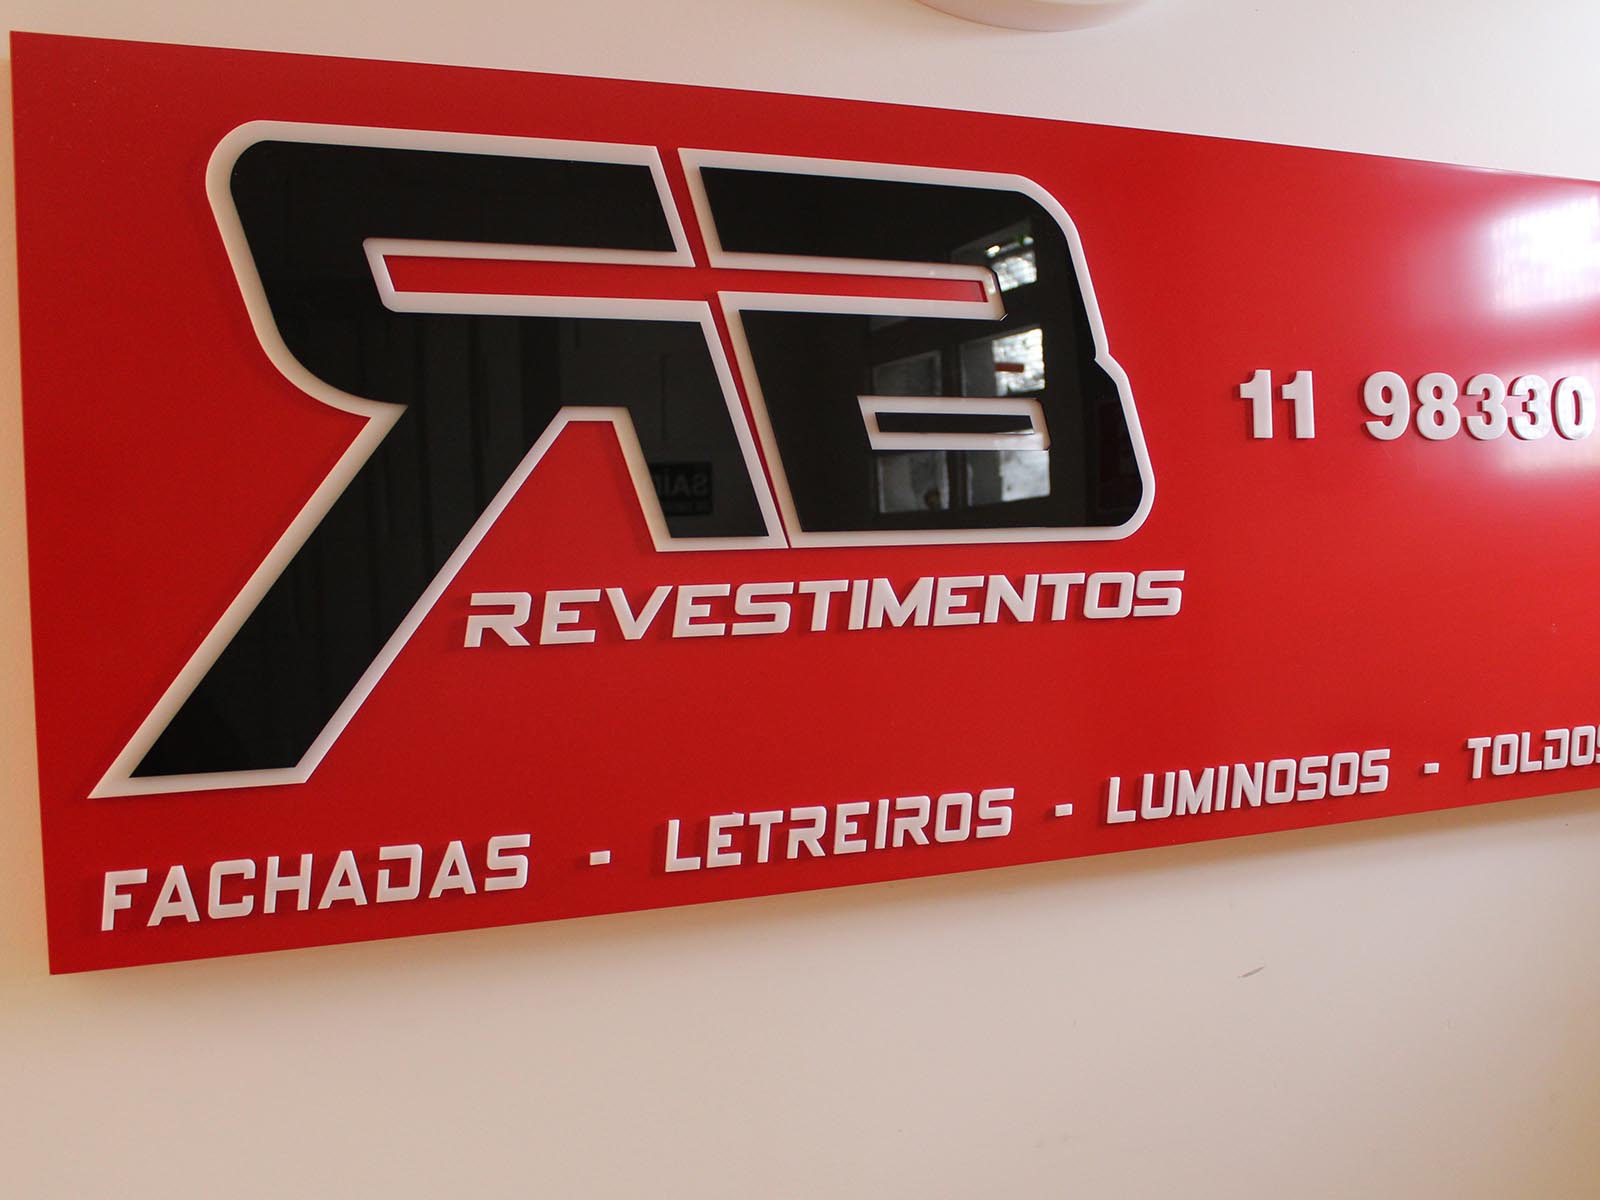 RB
REVESTIMENTOS
11 98330
FACHADAS - LETREIROS - LUMINOSOS - TOLDOS